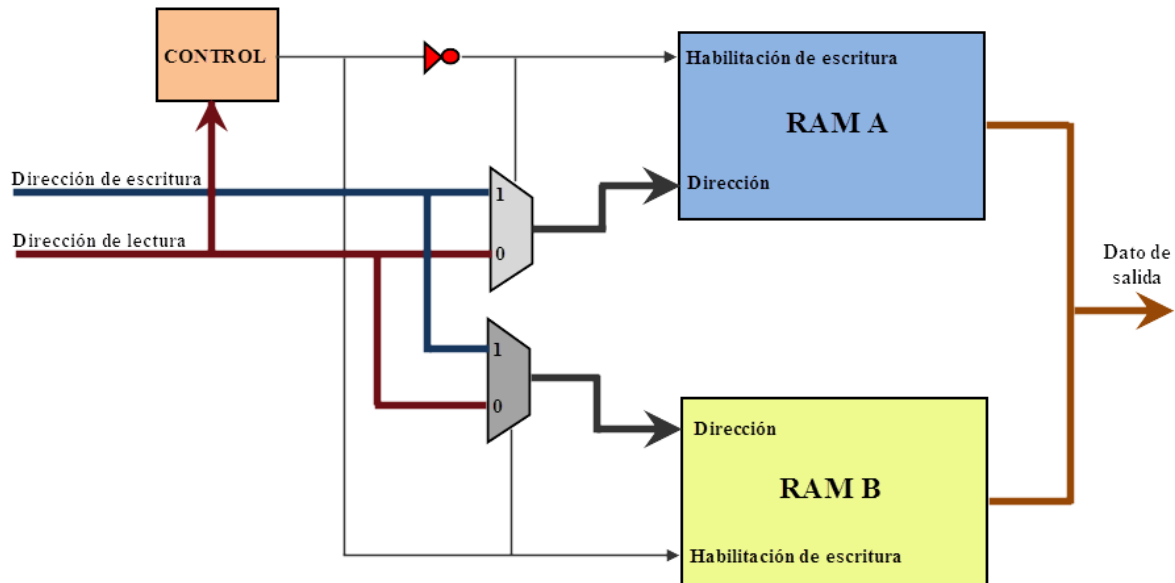 CONTROL
Habilitación de escritura
RAM A
Dirección de escritura
1
Dirección
Dirección de lectura
0
Dato de
salida
1
0
Dirección
RAM B
Habilitación de escritura